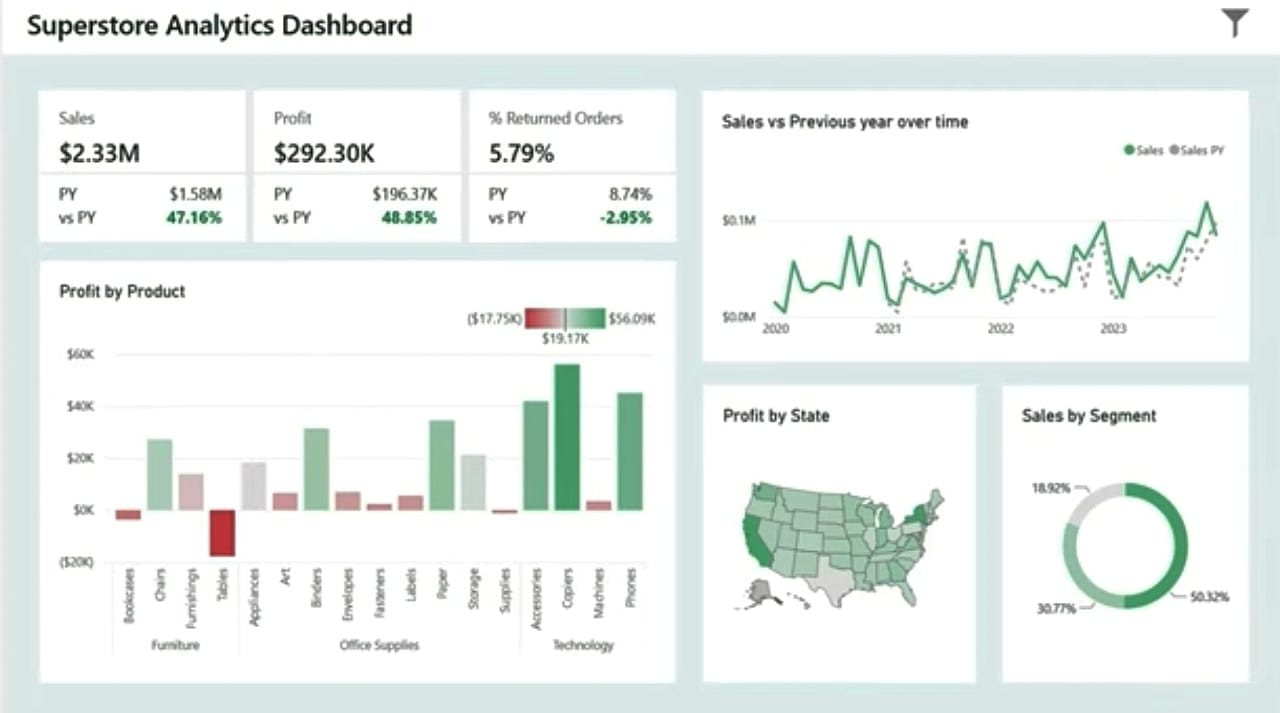 Superstore Analytics Dashboard
Sales
$2.33M
PY $1.58M
vs PY 47.16%
Profit
$292.30K
PY $196.37K
vs PY 48.85%
% Returned Orders
5.79%
PY 8.74%
vs PY -2.95%
Sales vs Previous year over time
Sales Sales PY
$0.1M
$0.0M
2020 2021 2022 2023
Profit by Product
($17.75K) $56.09K
$19.17K
$60K
$40K
$20K
$0K
($20K)
Bookcases
Chairs
Furnishings
Tables
Appliances
Art
Binders
Envelopes
Fasteners
Labels
Paper
Storage
Supplies
Accessories
Copiers
Machines
Phones
Furniture Office Supplies Technology
Profit by State
Sales by Segment
18.92%
30.77%
50.32%